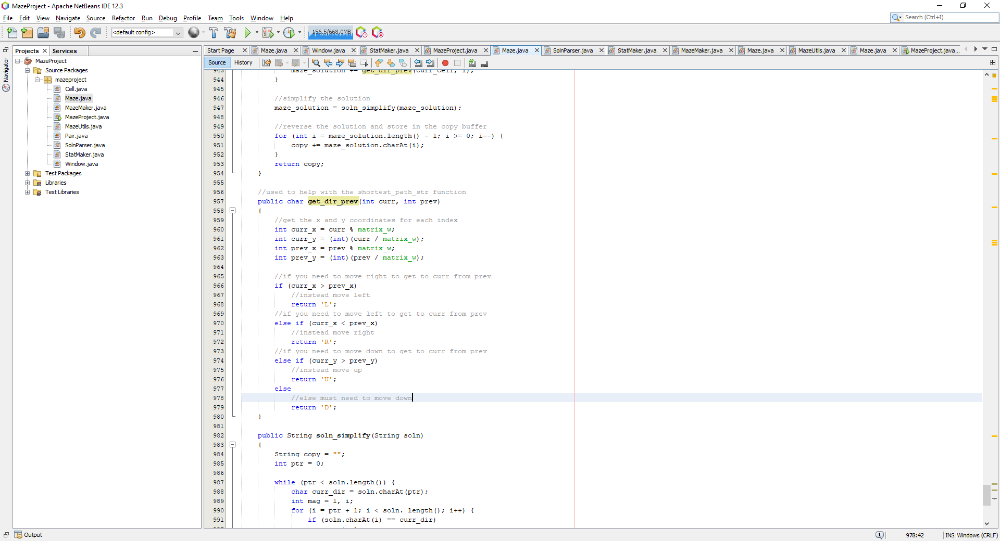 MazeProject - Apache NetBeans IDE 12.3
File Edit View Navigate Source Refactor Run Debug Profile Team Tools Window Help
Search (Ctrl+I)
<default config>
156.5/668.0MB
Projects
Services
Navigator
MazeProject
Source Packages
mazeproject
Cell.java
Maze.java
MazeMaker.java
MazeProject.java
MazeUtils.java
Pair.java
SolnParser.java
StatMaker.java
Window.java
Test Packages
Libraries
Test Libraries
Start Page Maze.java Window.java StatMaker.java MazeProject.java Maze.java SolnParser.java StatMaker.java MazeMaker.java Maze.java MazeUtils.java Maze.java MazeProject.java...
Source History
943 maze_solution += get_dir_prev(curr_cell, i);
944 }
945
946 //simplify the solution
947 maze_solution = soln_simplify(maze_solution);
948
949 //reverse the solution and store in the copy buffer
950 for (int i = maze_solution.length() - 1; i >= 0; i--) {
951 copy += maze_solution.charAt(i);
952 }
953 return copy;
954 }
955
956 //used to help with the shortest_path_str function
957 public char get_dir_prev(int curr, int prev)
958 {
959 //get the x and y coordinates for each index
960 int curr_x = curr % matrix_w;
961 int curr_y = (int)(curr / matrix_w);
962 int prev_x = prev % matrix_w;
963 int prev_y = (int)(prev / matrix_w);
964
965 //if you need to move right to get to curr from prev
966 if (curr_x > prev_x)
967 //instead move left
968 return 'L';
969 //if you need to move left to get to curr from prev
970 else if (curr_x < prev_x)
971 //instead move right
972 return 'R';
973 //if you need to move down to get to curr from prev
974 else if (curr_y > prev_y)
975 //instead move up
976 return 'U';
977 else
978 //else must need to move down
979 return 'D';
980 }
981
982 public String soln_simplify(String soln)
983 {
984 String copy = "";
985 int ptr = 0;
986
987 while (ptr < soln.length()) {
988 char curr_dir = soln.charAt(ptr);
989 int mag = 1, i;
990 for (i = ptr + 1; i < soln. length(); i++) {
991 if (soln.charAt(i) == curr_dir)
Output
1
978:42
INS
Windows (CRLF)